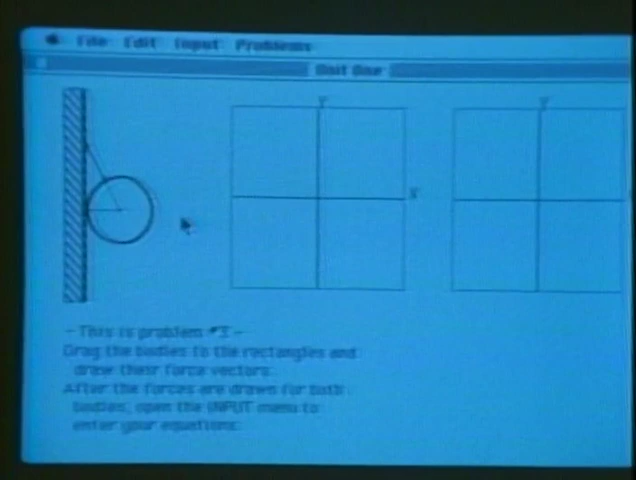 File Edit Input Problems
Unit One
Y
X
Y
- This is problem #3 -
Drag the bodies to the rectangles and
draw their force vectors.
After the forces are drawn for both
bodies, open the INPUT menu to
enter your equations.